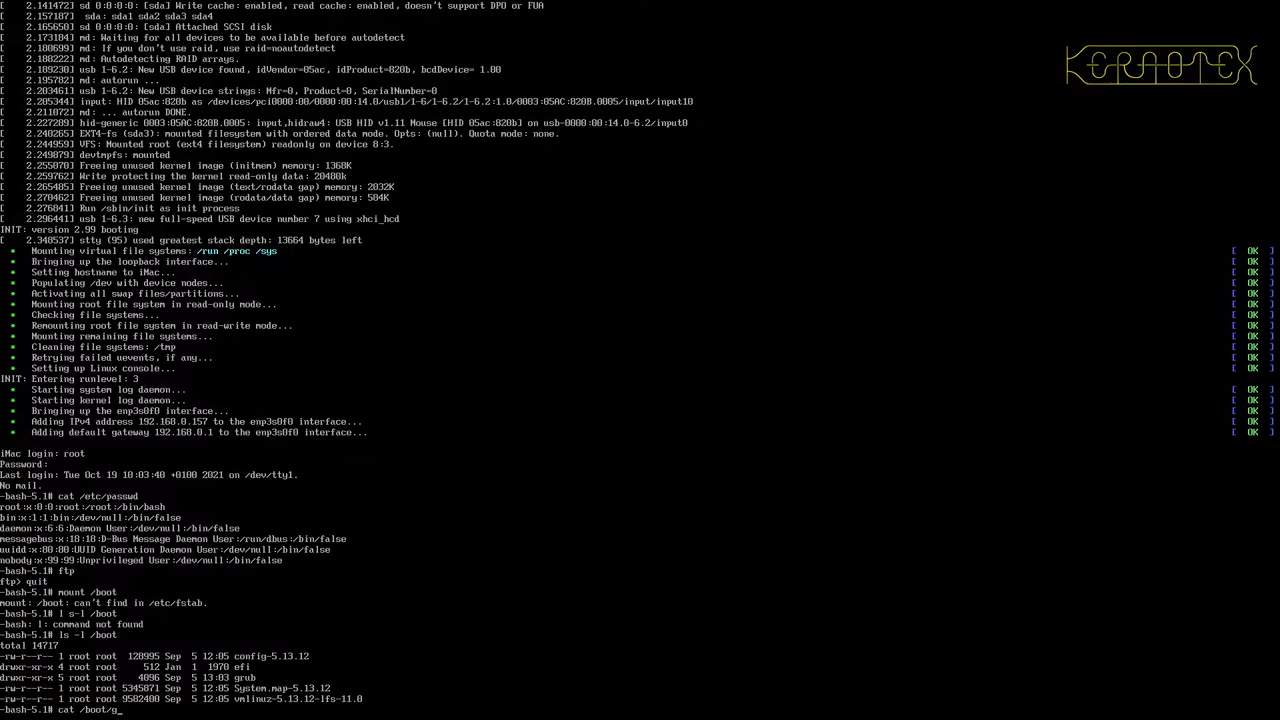 [    2.141472] sd 0:0:0:0: [sda] Write cache: enabled, read cache: enabled, doesn't support DPO or FUA
[    2.157187]  sda: sda1 sda2 sda3 sda4
[    2.165650] sd 0:0:0:0: [sda] Attached SCSI disk
[    2.173184] md: Waiting for all devices to be available before autodetect
[    2.180699] md: If you don't use raid, use raid=noautodetect
[    2.188222] md: Autodetecting RAID arrays.
[    2.189230] usb 1-6.2: New USB device found, idVendor=05ac, idProduct=820b, bcdDevice= 1.00
[    2.195782] md: autorun ...
[    2.203461] usb 1-6.2: New USB device strings: Mfr=0, Product=0, SerialNumber=0
[    2.205344] input: HID 05ac:820b as /devices/pci0000:00/0000:00:14.0/usb1/1-6/1-6.2/1-6.2:1.0/0003:05AC:820B.0005/input/input10
[    2.211072] md: ... autorun DONE.
[    2.227289] hid-generic 0003:05AC:820B.0005: input,hidraw4: USB HID v1.11 Mouse [HID 05ac:820b] on usb-0000:00:14.0-6.2/input0
[    2.240265] EXT4-fs (sda3): mounted filesystem with ordered data mode. Opts: (null). Quota mode: none.
[    2.244959] VFS: Mounted root (ext4 filesystem) readonly on device 8:3.
[    2.249879] devtmpfs: mounted
[    2.255070] Freeing unused kernel image (initmem) memory: 1368K
[    2.259762] Write protecting the kernel read-only data: 20480k
[    2.265485] Freeing unused kernel image (text/rodata gap) memory: 2032K
[    2.270462] Freeing unused kernel image (rodata/data gap) memory: 504K
[    2.276841] Run /sbin/init as init process
[    2.296441] usb 1-6.3: new full-speed USB device number 7 using xhci_hcd
INIT: version 2.99 booting
[    2.348537] stty (95) used greatest stack depth: 13664 bytes left
* Mounting virtual file systems: /run /proc /sys [ OK ]
* Bringing up the loopback interface... [ OK ]
* Setting hostname to iMac... [ OK ]
* Populating /dev with device nodes... [ OK ]
* Activating all swap files/partitions... [ OK ]
* Mounting root file system in read-only mode... [ OK ]
* Checking file systems... [ OK ]
* Remounting root file system in read-write mode... [ OK ]
* Mounting remaining file systems... [ OK ]
* Cleaning file systems: /tmp [ OK ]
* Retrying failed uevents, if any... [ OK ]
* Setting up Linux console... [ OK ]
INIT: Entering runlevel: 3
* Starting system log daemon... [ OK ]
* Starting kernel log daemon... [ OK ]
* Bringing up the enp3s0f0 interface... [ OK ]
* Adding IPv4 address 192.168.0.157 to the enp3s0f0 interface... [ OK ]
* Adding default gateway 192.168.0.1 to the enp3s0f0 interface... [ OK ]
iMac login: root
Password:
Last login: Tue Oct 19 10:03:40 +0100 2021 on /dev/tty1.
No mail.
-bash-5.1# cat /etc/passwd
root:x:0:0:root:/root:/bin/bash
bin:x:1:1:bin:/dev/null:/bin/false
daemon:x:6:6:Daemon User:/dev/null:/bin/false
messagebus:x:18:18:D-Bus Message Daemon User:/run/dbus:/bin/false
uuidd:x:80:80:UUID Generation Daemon User:/dev/null:/bin/false
nobody:x:99:99:Unprivileged User:/dev/null:/bin/false
-bash-5.1# ftp
ftp> quit
-bash-5.1# mount /boot
mount: /boot: can't find in /etc/fstab.
-bash-5.1# l s-l /boot
-bash: l: command not found
-bash-5.1# ls -l /boot
total 14717
-rw-r--r-- 1 root root  128995 Sep  5 12:05 config-5.13.12
drwxr-xr-x 4 root root     512 Jan  1  1970 efi
drwxr-xr-x 5 root root    4096 Sep  5 13:03 grub
-rw-r--r-- 1 root root 5345871 Sep  5 12:05 System.map-5.13.12
-rw-r--r-- 1 root root 9582400 Sep  5 12:05 vmlinuz-5.13.12-lfs-11.0
-bash-5.1# cat /boot/g_
KERAOTEX